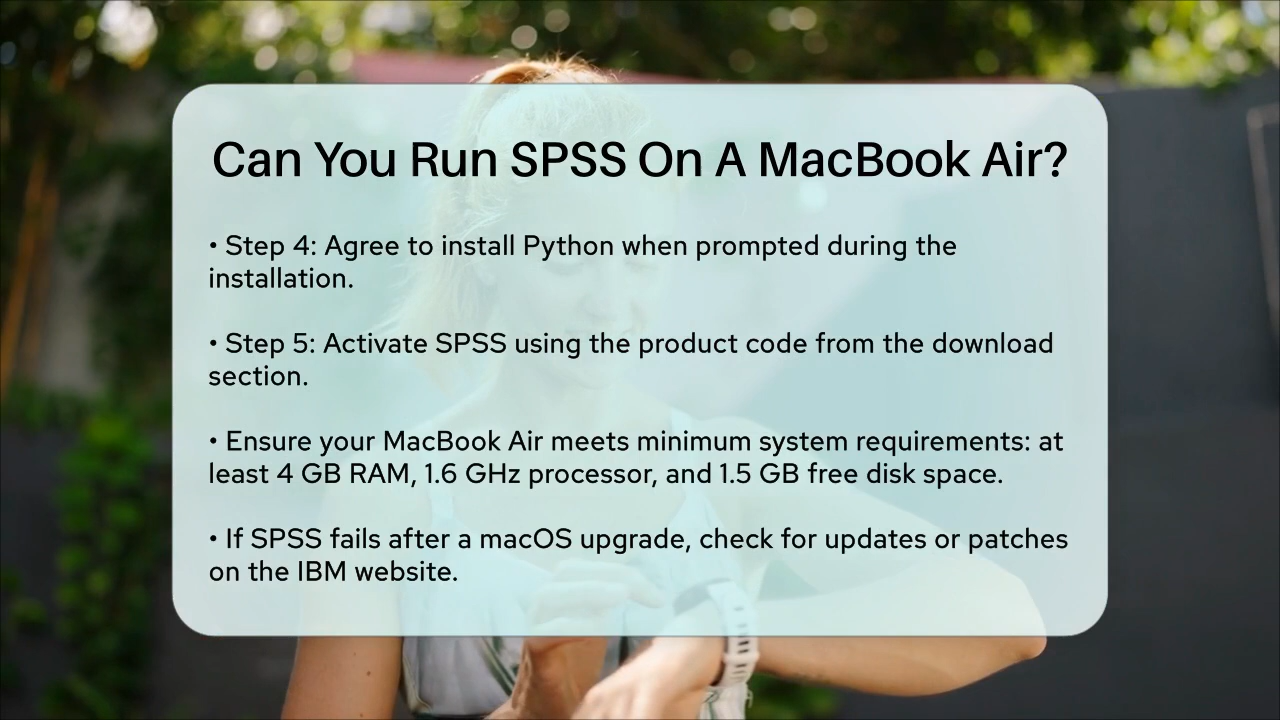 Can You Run SPSS On A MacBook Air?
• Step 4: Agree to install Python when prompted during the
installation.
• Step 5: Activate SPSS using the product code from the download
section.
• Ensure your MacBook Air meets minimum system requirements: at
least 4 GB RAM, 1.6 GHz processor, and 1.5 GB free disk space.
• If SPSS fails after a macOS upgrade, check for updates or patches
on the IBM website.